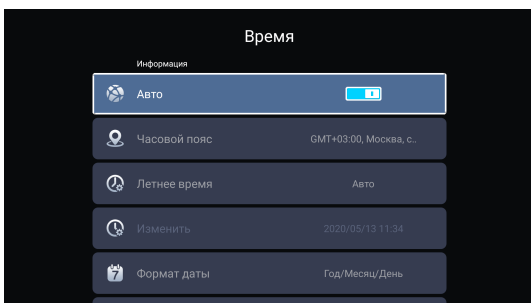 Время
Информация
Авто
Часовой пояс GMT+03:00, Москва, с..
Летнее время Авто
Изменить 2020/05/13 11:34
7 Формат даты Год/Месяц/День